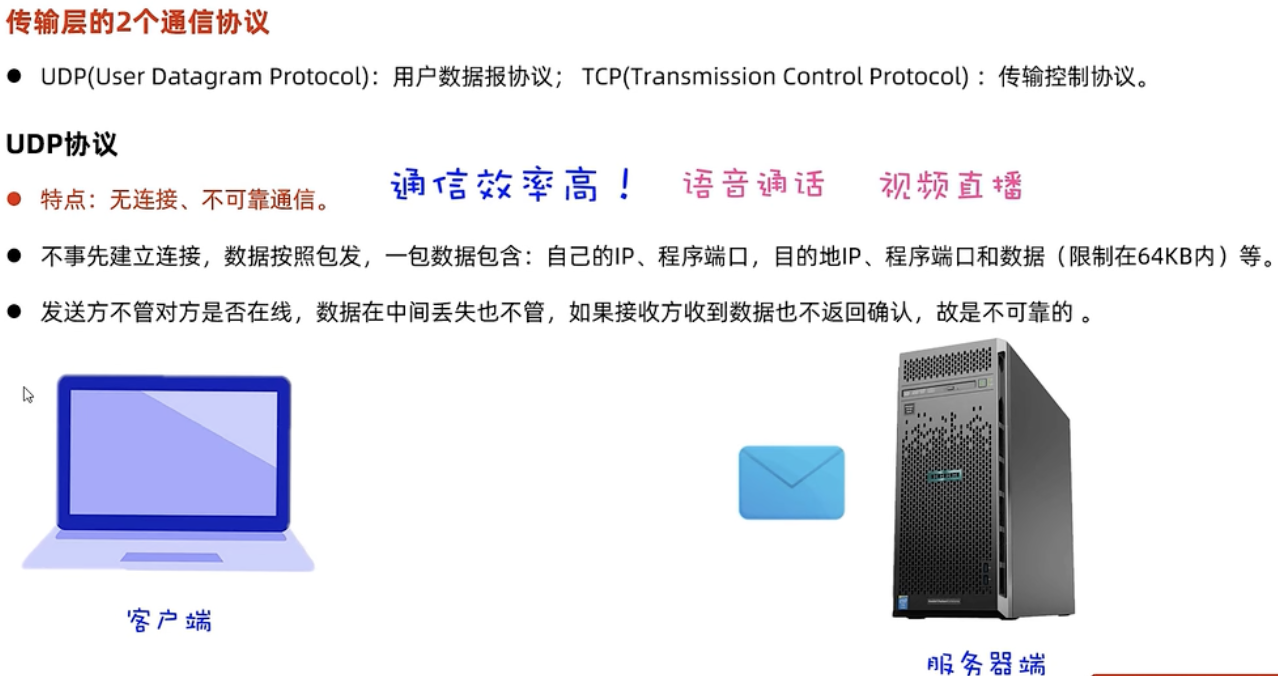 传输层的2个通信协议
● UDP(User Datagram Protocol)：用户数据报协议； TCP(Transmission Control Protocol) ：传输控制协议。
UDP协议
● 特点：无连接、不可靠通信。 通信效率高！ 语音通话 视频直播
● 不事先建立连接，数据按照包发，一包数据包含：自己的IP、程序端口，目的地IP、程序端口和数据（限制在64KB内）等。
● 发送方不管对方是否在线，数据在中间丢失也不管，如果接收方收到数据也不返回确认，故是不可靠的 。
客户端
服务器端